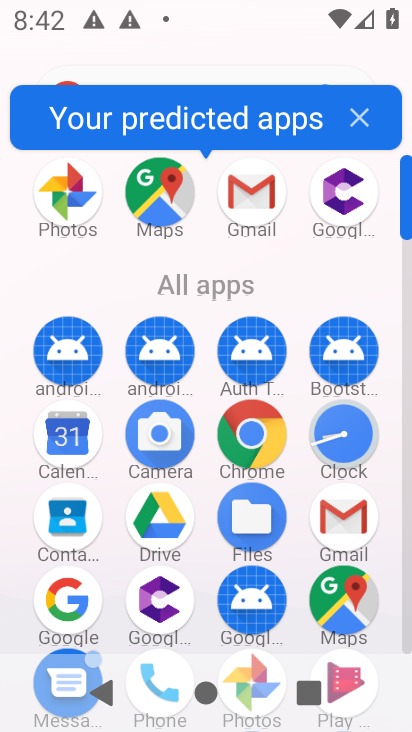 8:42
Your predicted apps
Photos Maps Gmail Googl...
All apps
androi... androi... Auth T... Bootst...
31
Calen... Camera Chrome Clock
Conta... Drive Files Gmail
Google Googl... Googl... Maps
Messa... Phone Photos Play ...